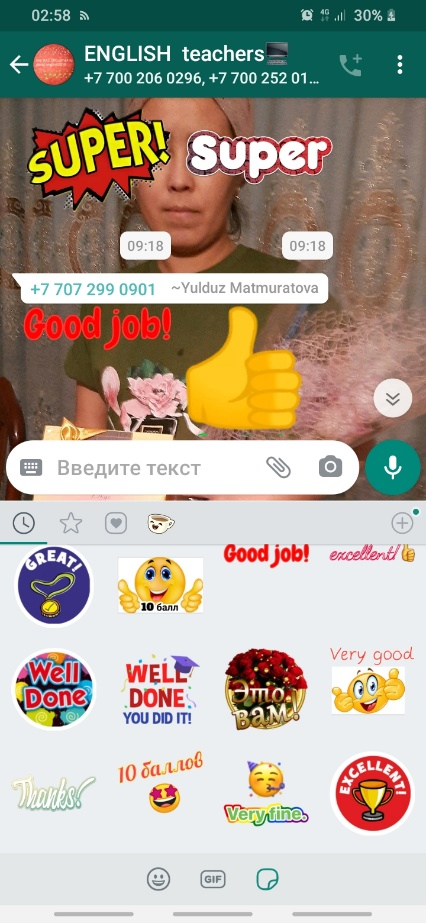 02:58
4G
30%
ENGLISH teachers
+7 700 206 0296, +7 700 252 01...
SUPER!
Super
09:18
09:18
+7 707 299 0901 ~Yulduz Matmuratova
Good job!
Введите текст
GREAT!
10 балл
Good job!
excellent!
Well Done
WELL DONE YOU DID IT!
Это вам!
Very good
Thanks!
10 баллов
Very fine.
EXCELLENT!
GIF